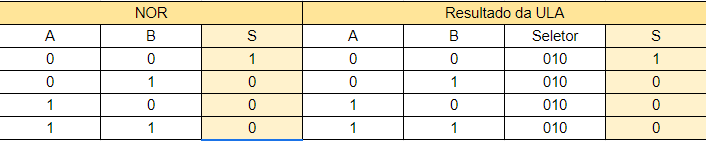 NOR Resultado da ULA
A B S A B Seletor S
0 0 1 0 0 010 1
0 1 0 0 1 010 0
1 0 0 1 0 010 0
1 1 0 1 1 010 0